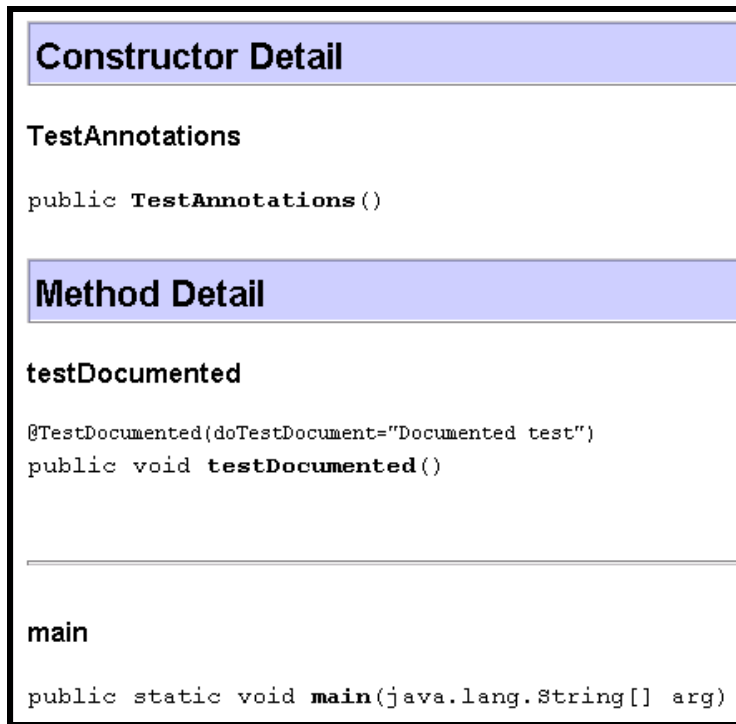 Constructor Detail
TestAnnotations
public TestAnnotations()
Method Detail
testDocumented
@TestDocumented(doTestDocument="Documented test")
public void testDocumented()
main
public static void main(java.lang.String[] arg)